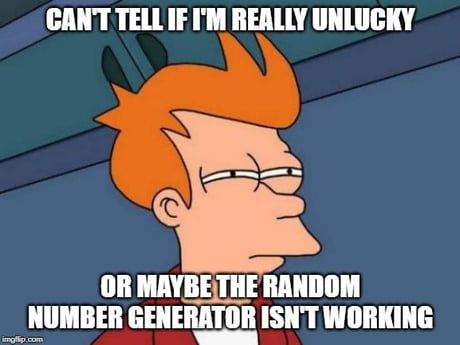 CAN'T TELL IF I'M REALLY UNLUCKY
OR MAYBE THE RANDOM
NUMBER GENERATOR ISN'T WORKING
imgflip.com